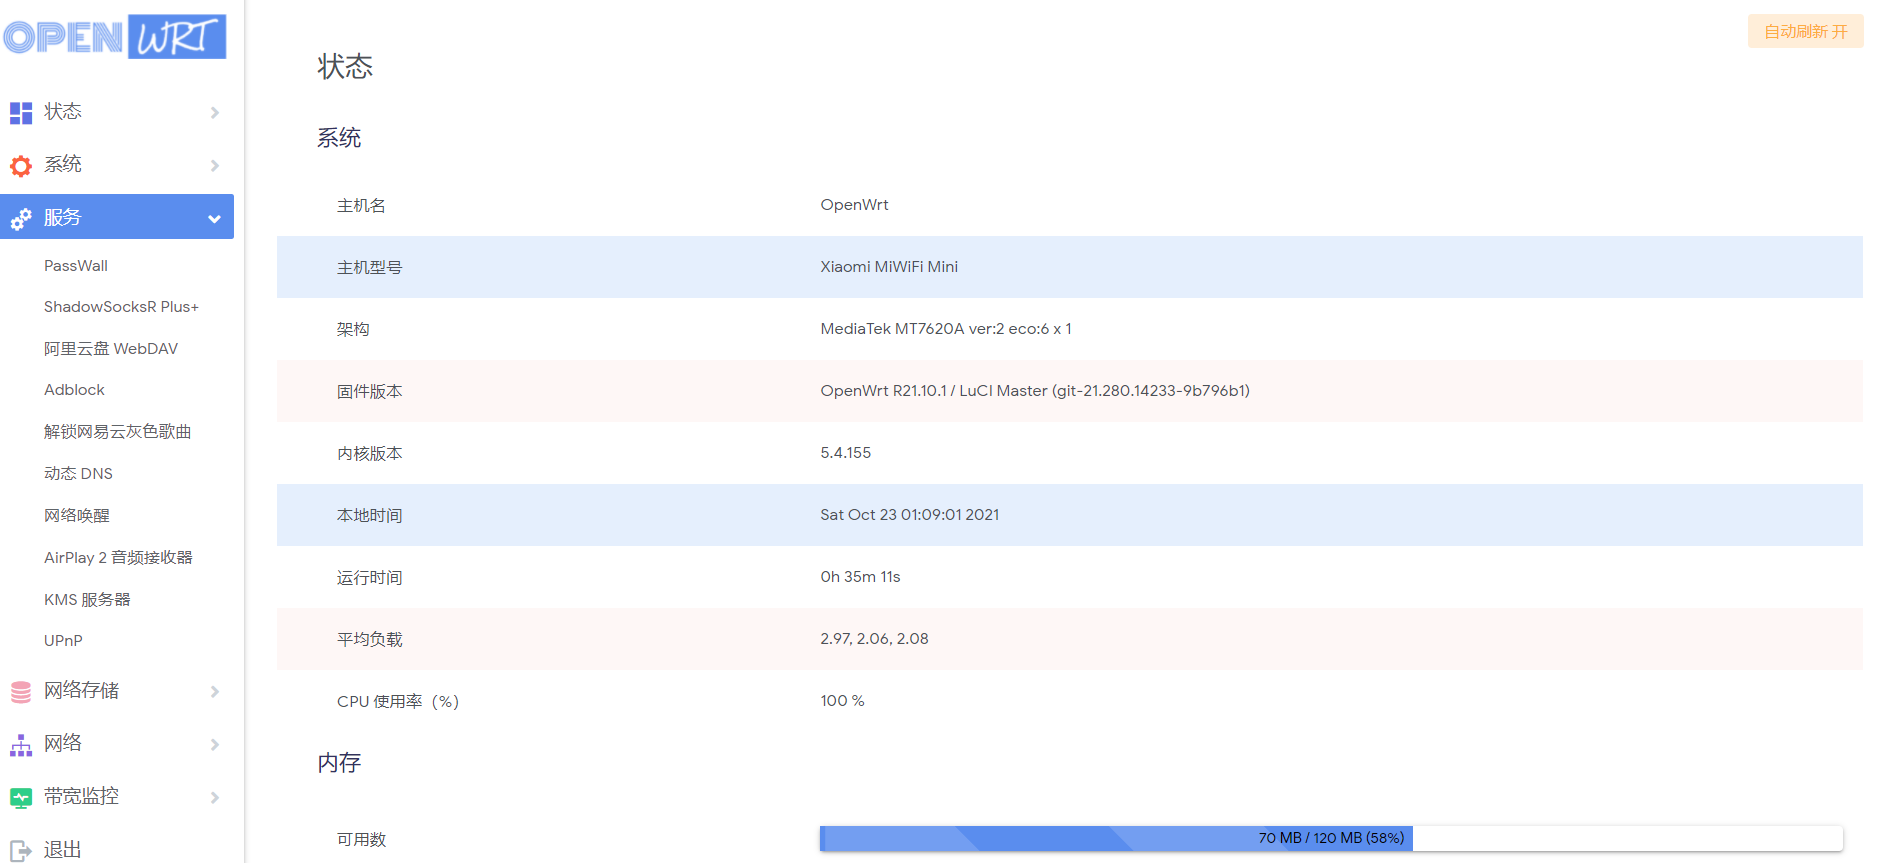 OPENWRT
自动刷新 开
状态
系统
服务
PassWall
ShadowSocksR Plus+
阿里云盘 WebDAV
Adblock
解锁网易云灰色歌曲
动态 DNS
网络唤醒
AirPlay 2 音频接收器
KMS 服务器
UPnP
网络存储
网络
带宽监控
退出
状态
系统
主机名 OpenWrt
主机型号 Xiaomi MiWiFi Mini
架构 MediaTek MT7620A ver:2 eco:6 x 1
固件版本 OpenWrt R21.10.1 / LuCI Master (git-21.280.14233-9b796b1)
内核版本 5.4.155
本地时间 Sat Oct 23 01:09:01 2021
运行时间 0h 35m 11s
平均负载 2.97, 2.06, 2.08
CPU 使用率（%） 100 %
内存
可用数 70 MB / 120 MB (58%)